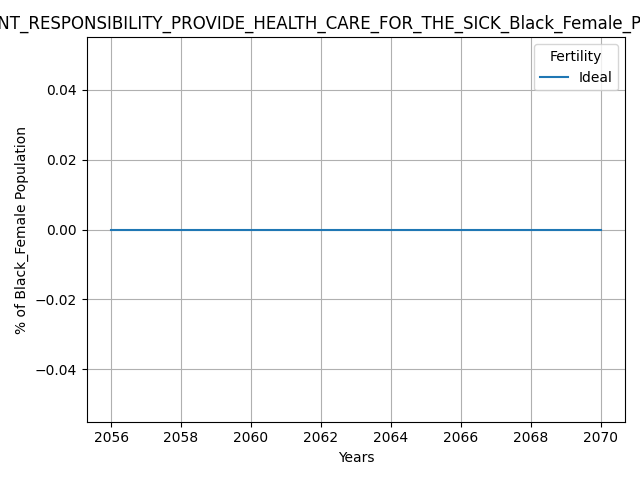 NT_RESPONSIBILITY_PROVIDE_HEALTH_CARE_FOR_THE_SICK_Black_Female_P
Fertility
Ideal
% of Black_Female Population
0.04
0.02
0.00
−0.02
−0.04
2056 2058 2060 2062 2064 2066 2068 2070
Years